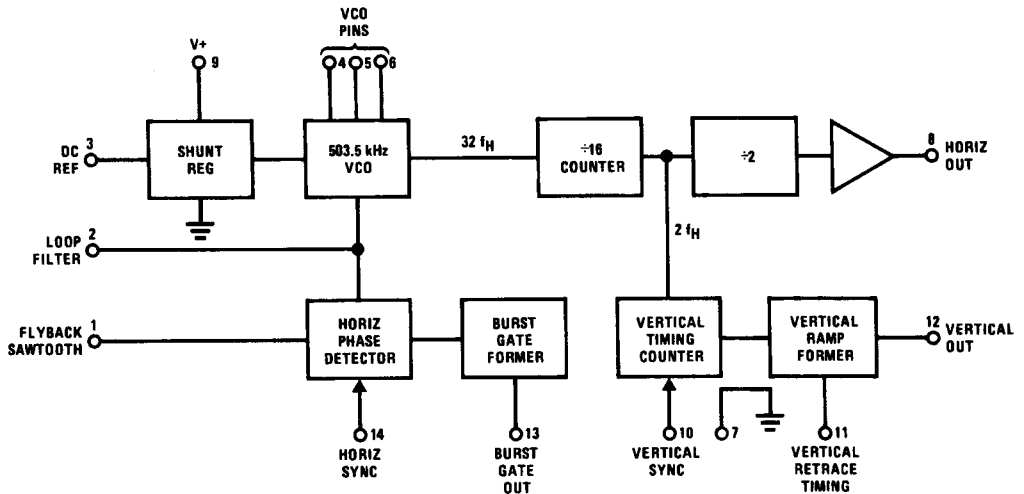 VCO
PINS
V+
9
4
5
6
DC
REF
3
SHUNT
REG
503.5 kHz
VCO
32 fH
÷16
COUNTER
÷2
8
HORIZ
OUT
2
LOOP
FILTER
2 fH
1
FLYBACK
SAWTOOTH
HORIZ
PHASE
DETECTOR
BURST
GATE
FORMER
VERTICAL
TIMING
COUNTER
VERTICAL
RAMP
FORMER
12
VERTICAL
OUT
14
HORIZ
SYNC
13
BURST
GATE
OUT
10
VERTICAL
SYNC
7
11
VERTICAL
RETRACE
TIMING